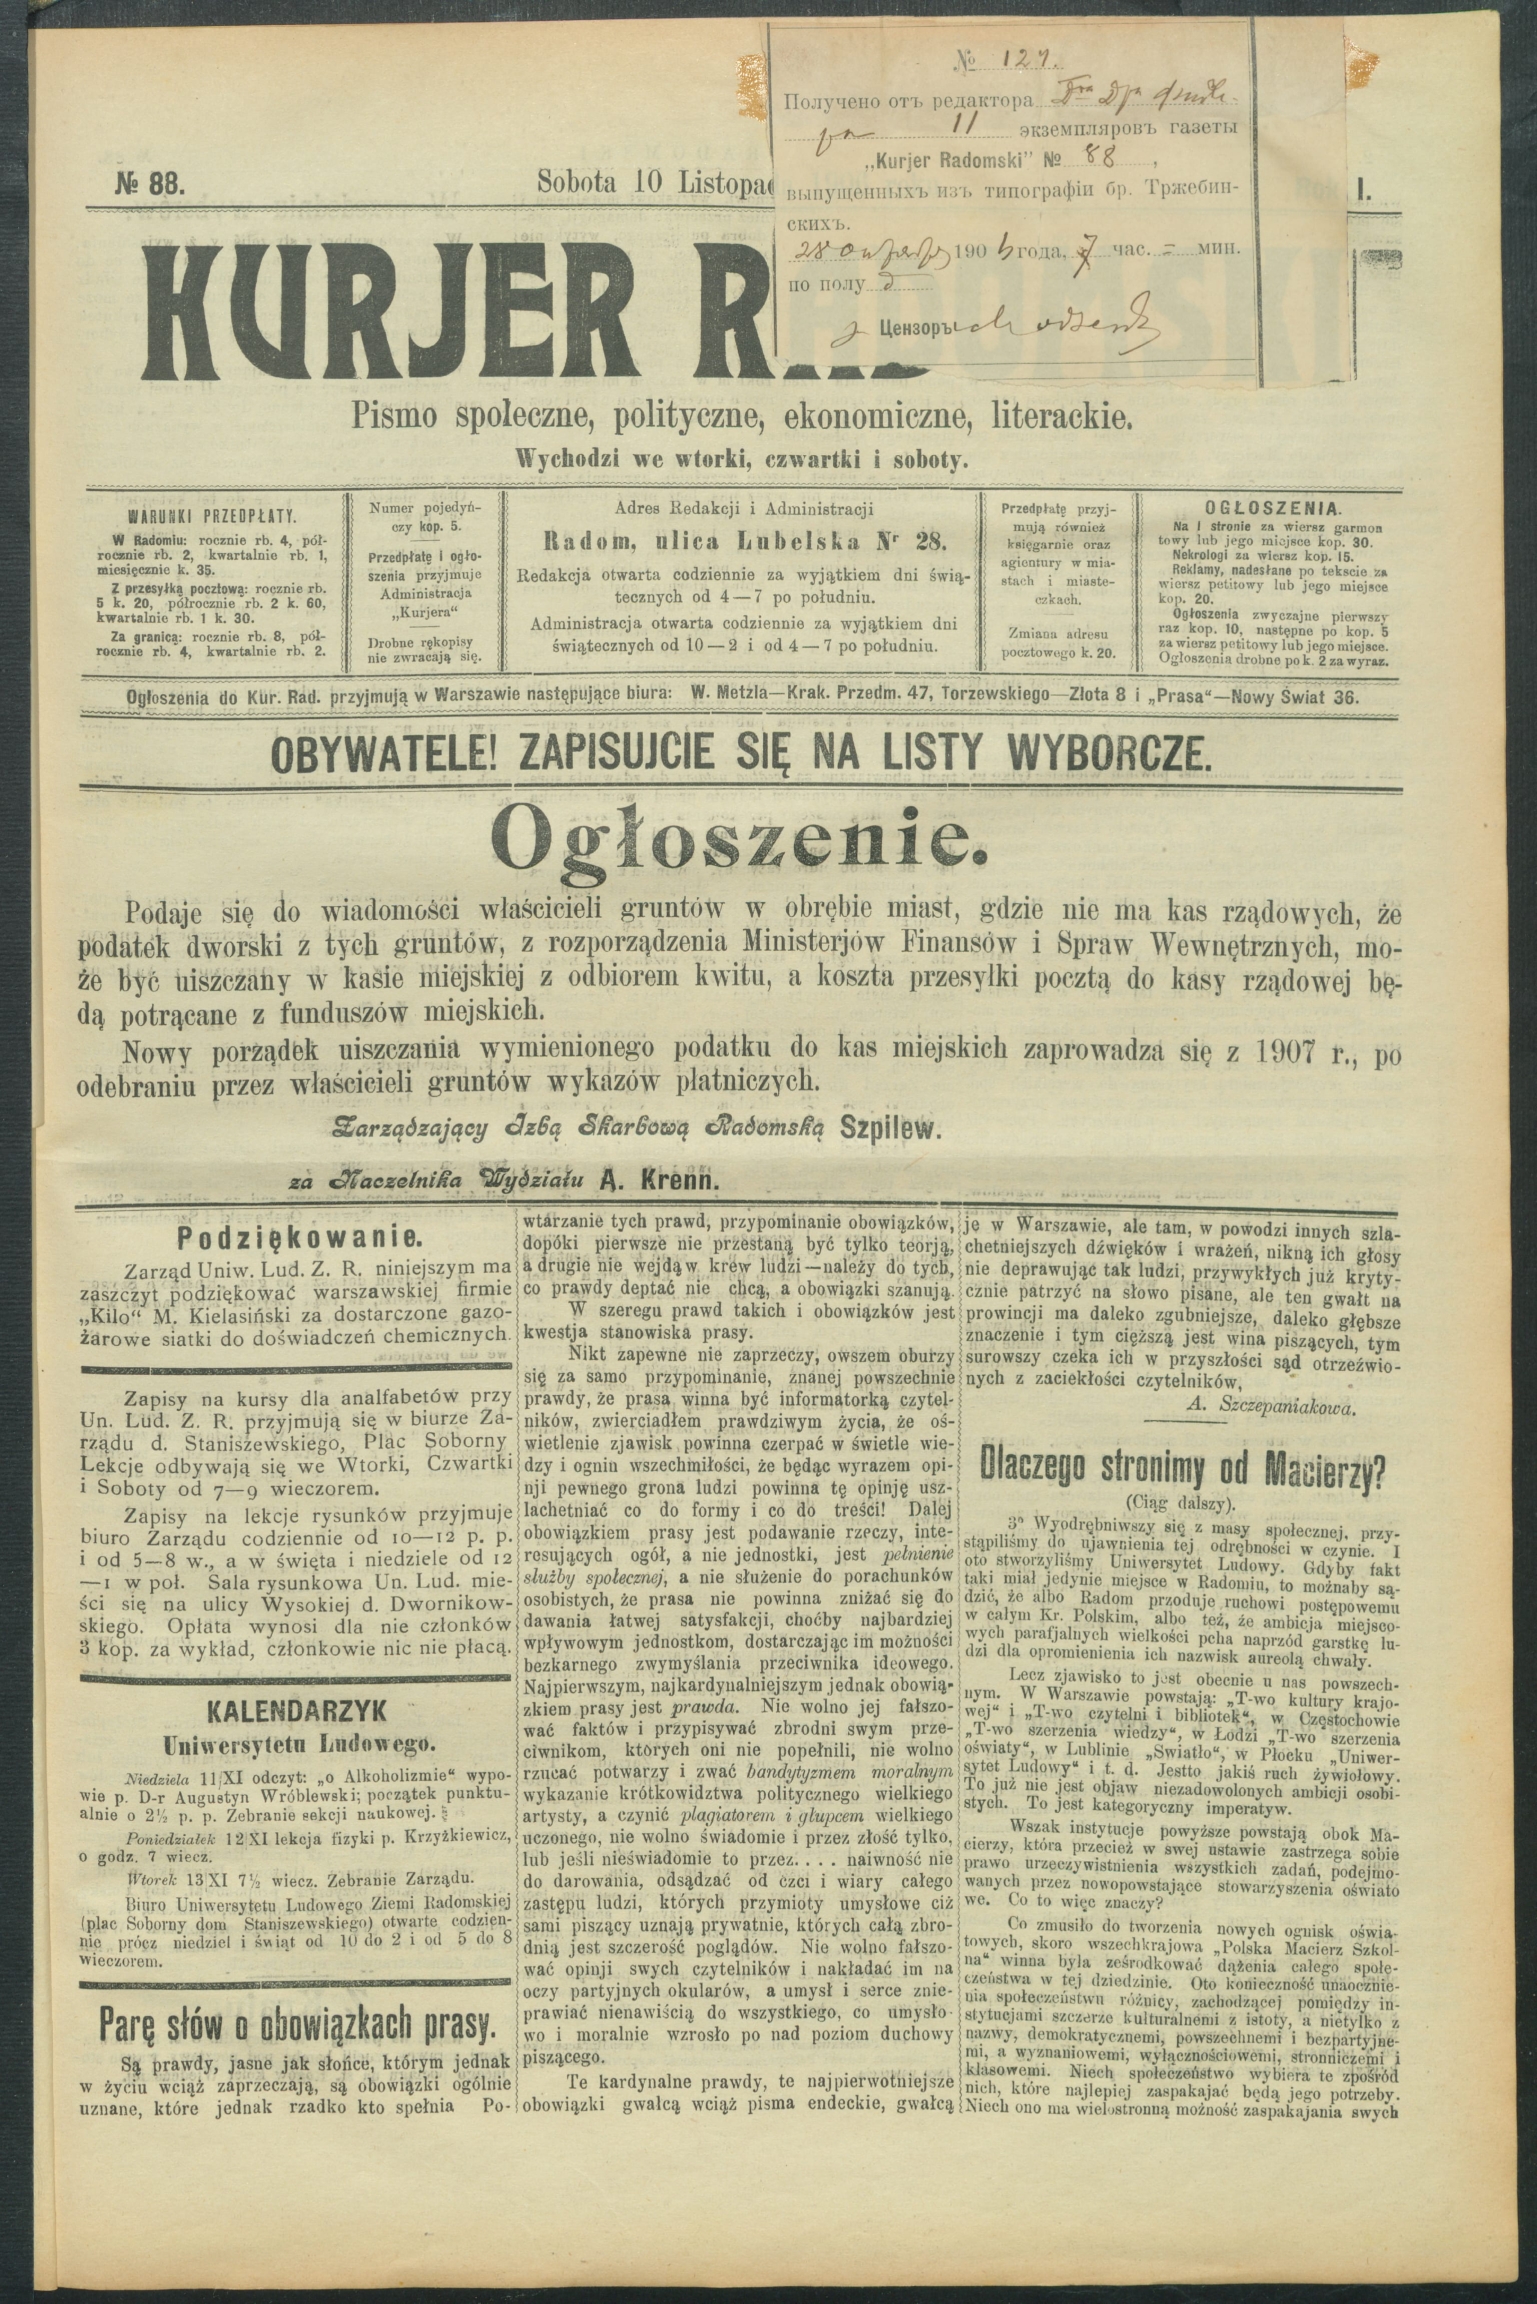 № 127.
Получено отъ редактора
11 экземпляровъ газеты
„Kurjer Radomski" № 88,
выпущенныхъ изъ типографіи бр. Тржебин-
скихъ.
28 190 года, 7 час. = мин.
по полу
Цензоръ
№ 88.
Sobota 10 Listopad
I.
KURJER RAD
Pismo społeczne, polityczne, ekonomiczne, literackie.
Wychodzi we wtorki, czwartki i soboty.
WARUNKI PRZEDPŁATY.
W Radomiu: rocznie rb. 4, pół-
rocznie rb. 2, kwartalnie rb. 1,
miesięcznie k. 35.
Z przesyłką pocztową: rocznie rb.
5 k. 20, półrocznie rb. 2 k. 60,
kwartalnie rb. 1 k. 30.
Za granicą: rocznie rb. 8, pół-
rocznie rb. 4, kwartalnie rb. 2.
Numer pojedyń-
czy kop. 5.
Przedpłatę i ogło-
szenia przyjmuje
Administracja
„Kurjera"
Drobne rękopisy
nie zwracają się.
Adres Redakcji i Administracji
Radom, ulica Lubelska Nr 28.
Redakcja otwarta codziennie za wyjątkiem dni świą-
tecznych od 4—7 po południu.
Administracja otwarta codziennie za wyjątkiem dni
świątecznych od 10—2 i od 4—7 po południu.
Przedpłatę przyj-
mują również
księgarnie oraz
agientury w mia-
stach i miaste-
czkach.
Zmiana adresu
pocztowego k. 20.
OGŁOSZENIA.
Na I stronie za wiersz garmon
towy lub jego miejsce kop. 30.
Nekrologi za wiersz kop. 15.
Reklamy, nadesłane po tekscie za
wiersz petitowy lub jego miejsce
kop. 20.
Ogłoszenia zwyczajne pierwszy
raz kop. 10, następne po kop. 5
za wiersz petitowy lub jego miejsce.
Ogłoszenia drobne po k. 2 za wyraz.
Ogłoszenia do Kur. Rad. przyjmują w Warszawie następujące biura: W. Metzla—Krak. Przedm. 47, Torzewskiego—Złota 8 i „Prasa"—Nowy Świat 36.
OBYWATELE! ZAPISUJCIE SIĘ NA LISTY WYBORCZE.
Ogłoszenie.
Podaje się do wiadomości właścicieli gruntów w obrębie miast, gdzie nie ma kas rządowych, że
podatek dworski z tych gruntów, z rozporządzenia Ministerjów Finansów i Spraw Wewnętrznych, mo-
że być uiszczany w kasie miejskiej z odbiorem kwitu, a koszta przesyłki pocztą do kasy rządowej bę-
dą potrącane z funduszów miejskich.
Nowy porządek uiszczania wymienionego podatku do kas miejskich zaprowadza się z 1907 r., po
odebraniu przez właścicieli gruntów wykazów płatniczych.
Zarządzający Izbą Skarbową Radomską Szpilew.
za Naczelnika Wydziału A. Krenn.
Podziękowanie.
Zarząd Uniw. Lud. Z. R. niniejszym ma
zaszczyt podziękować warszawskiej firmie
„Kilo" M. Kielasiński za dostarczone gazo-
żarowe siatki do doświadczeń chemicznych.
Zapisy na kursy dla analfabetów przy
Un. Lud. Z. R. przyjmują się w biurze Za-
rządu d. Staniszewskiego, Plac Soborny
Lekcje odbywają się we Wtorki, Czwartki
i Soboty od 7—9 wieczorem.
Zapisy na lekcje rysunków przyjmuje
biuro Zarządu codziennie od 10—12 p. p.
i od 5—8 w., a w święta i niedziele od 12
—1 w poł. Sala rysunkowa Un. Lud. mie-
ści się na ulicy Wysokiej d. Dwornikow-
skiego. Opłata wynosi dla nie członków
3 kop. za wykład, członkowie nic nie płacą.
KALENDARZYK
Uniwersytetu Ludowego.
Niedziela 11/XI odczyt: „o Alkoholizmie" wypo-
wie p. D-r Augustyn Wróblewski; początek punktu-
alnie o 2½ p. p. Zebranie sekcji naukowej.
Poniedziałek 12|XI lekcja fizyki p. Krzyżkiewicz,
o godz. 7 wiecz.
Wtorek 13|XI 7½ wiecz. Zebranie Zarządu.
Biuro Uniwersytetu Ludowego Ziemi Radomskiej
(plac Soborny dom Staniszewskiego) otwarte codzien-
nie prócz niedziel i świąt od 10 do 2 i od 5 do 8
wieczorem.
Parę słów o obowiązkach prasy.
Są prawdy, jasne jak słońce, którym jednak
w życiu wciąż zaprzeczają, są obowiązki ogólnie
uznane, które jednak rzadko kto spełnia Po-
wtarzanie tych prawd, przypominanie obowiązków,
dopóki pierwsze nie przestaną być tylko teorją,
a drugie nie wejdą w krew ludzi—należy do tych,
co prawdy deptać nie chcą, a obowiązki szanują.
W szeregu prawd takich i obowiązków jest
kwestja stanowiska prasy.
Nikt zapewne nie zaprzeczy, owszem oburzy
się za samo przypominanie, znanej powszechnie
prawdy, że prasa winna być informatorką czytel-
ników, zwierciadłem prawdziwym życia, że oś-
wietlenie zjawisk powinna czerpać w świetle wie-
dzy i ogniu wszechmiłości, że będąc wyrazem opi-
nji pewnego grona ludzi powinna tę opinję usz-
lachetniać co do formy i co do treści! Dalej
obowiązkiem prasy jest podawanie rzeczy, inte-
resujących ogół, a nie jednostki, jest pełnienie
służby społecznej, a nie służenie do porachunków
osobistych, że prasa nie powinna zniżać się do
dawania łatwej satysfakcji, choćby najbardziej
wpływowym jednostkom, dostarczając im możności
bezkarnego zwymyślania przeciwnika ideowego.
Najpierwszym, najkardynalniejszym jednak obowią-
zkiem prasy jest prawda. Nie wolno jej fałszo-
wać faktów i przypisywać zbrodni swym prze-
ciwnikom, których oni nie popełnili, nie wolno
rzucać potwarzy i zwać bandytyzmem moralnym
wykazanie krótkowidztwa politycznego wielkiego
artysty, a czynić plagiatorem i głupcem wielkiego
uczonego, nie wolno świadomie i przez złość tylko,
lub jeśli nieświadomie to przez.... naiwność nie
do darowania, odsądzać od czci i wiary całego
zastępu ludzi, których przymioty umysłowe ciż
sami piszący uznają prywatnie, których całą zbro-
dnią jest szczerość poglądów. Nie wolno fałszo-
wać opinji swych czytelników i nakładać im na
oczy partyjnych okularów, a umysł i serce znie-
prawiać nienawiścią do wszystkiego, co umysło-
wo i moralnie wzrosło po nad poziom duchowy
piszącego.
Te kardynalne prawdy, te najpierwotniejsze
obowiązki gwałcą wciąż pisma endeckie, gwałcą
je w Warszawie, ale tam, w powodzi innych szla-
chetniejszych dźwięków i wrażeń, nikną ich głosy
nie deprawując tak ludzi, przywykłych już kryty-
cznie patrzyć na słowo pisane, ale ten gwałt na
prowincji ma daleko zgubniejsze, daleko głębsze
znaczenie i tym cięższą jest wina piszących, tym
surowszy czeka ich w przyszłości sąd otrzeźwio-
nych z zaciekłości czytelników,
A. Szczepaniakowa.
Dlaczego stronimy od Macierzy?
(Ciąg dalszy).
3° Wyodrębniwszy się z masy społecznej, przy-
stąpiliśmy do ujawnienia tej odrębności w czynie. I
oto stworzyliśmy Uniwersytet Ludowy. Gdyby fakt
taki miał jedynie miejsce w Radomiu, to możnaby są-
dzić, że albo Radom przoduje ruchowi postępowemu
w całym Kr. Polskim, albo też, że ambicja miejsco-
wych parafjalnych wielkości pcha naprzód garstkę lu-
dzi dla opromienienia ich nazwisk aureolą chwały.
Lecz zjawisko to jest obecnie u nas powszech-
nym. W Warszawie powstają: „T-wo kultury krajo-
wej" i „T-wo czytelni i bibliotek", w Częstochowie
„T-wo szerzenia wiedzy", w Łodzi „T-wo szerzenia
oświaty", w Lublinie „Światło", w Płocku „Uniwer-
sytet Ludowy" i t. d. Jestto jakiś ruch żywiołowy.
To już nie jest objaw niezadowolonych ambicji osobi-
stych. To jest kategoryczny imperatyw.
Wszak instytucje powyższe powstają obok Ma-
cierzy, która przecież w swej ustawie zastrzega sobie
prawo urzeczywistnienia wszystkich zadań, podejmo-
wanych przez nowopowstające stowarzyszenia oświato
we. Co to więc znaczy?
Co zmusiło do tworzenia nowych ognisk oświa-
towych, skoro wszechkrajowa „Polska Macierz Szkol-
na" winna była ześrodkować dążenia całego społe-
czeństwa w tej dziedzinie. Oto konieczność unaocznie-
nia społeczeństwu różnicy, zachodzącej pomiędzy in-
stytucjami szczerze kulturalnemi z istoty, a nietylko z
nazwy, demokratycznemi, powszechnemi i bezpartyjne-
mi, a wyznaniowemi, wyłącznościowemi, stronniczemi i
klasowemi. Niech społeczeństwo wybiera te zpośród
nich, które najlepiej zaspakajać będą jego potrzeby.
Niech ono ma wielostronną możność zaspakajania swych